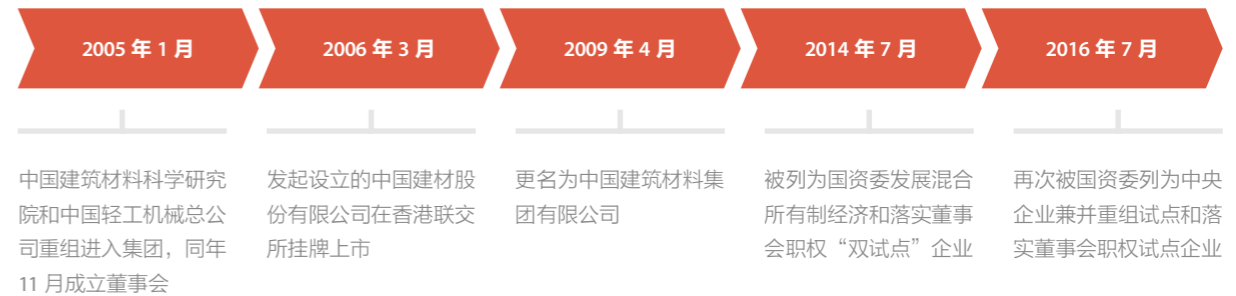 2005 年 1 月
中国建筑材料科学研究
院和中国轻工机械总公
司重组进入集团，同年
11 月成立董事会
2006 年 3 月
发起设立的中国建材股
份有限公司在香港联交
所挂牌上市
2009 年 4 月
更名为中国建筑材料集
团有限公司
2014 年 7 月
被列为国资委发展混合
所有制经济和落实董事
会职权“双试点”企业
2016 年 7 月
再次被国资委列为中央
企业兼并重组试点和落
实董事会职权试点企业